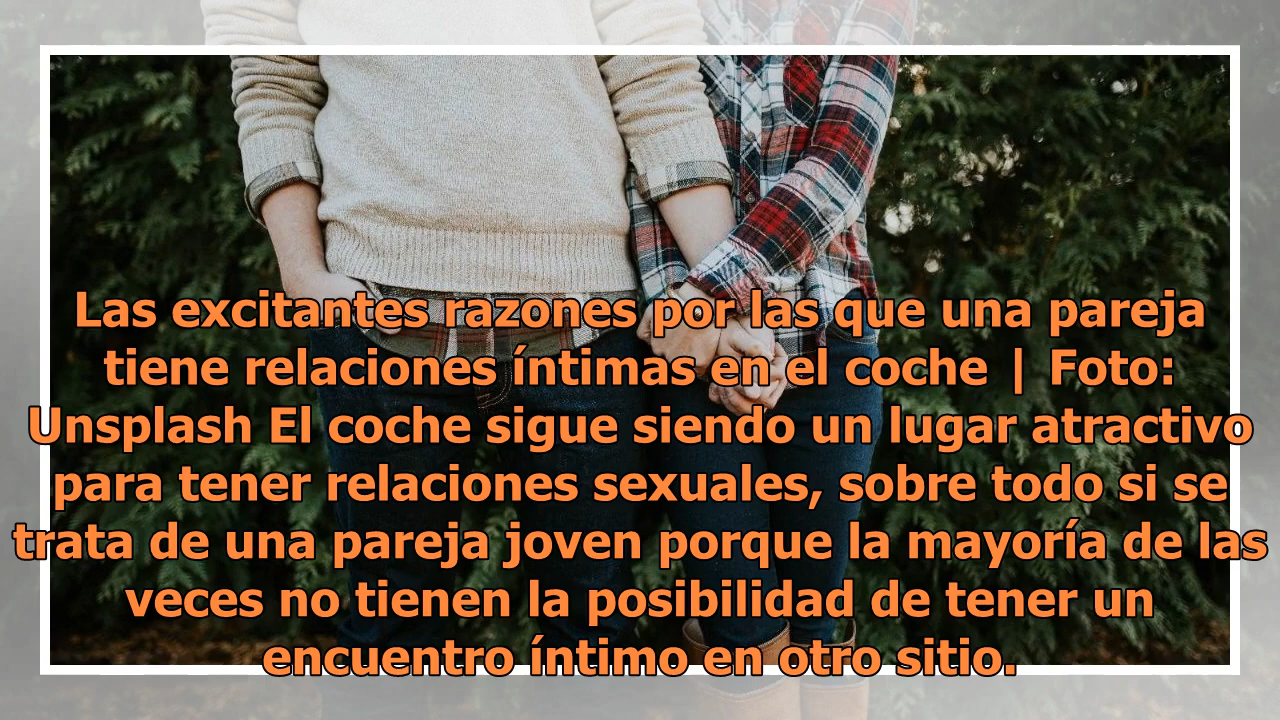 Las excitantes razones por las que una pareja
tiene relaciones íntimas en el coche | Foto:
Unsplash El coche sigue siendo un lugar atractivo
para tener relaciones sexuales, sobre todo si se
trata de una pareja joven porque la mayoría de las
veces no tienen la posibilidad de tener un
encuentro íntimo en otro sitio.